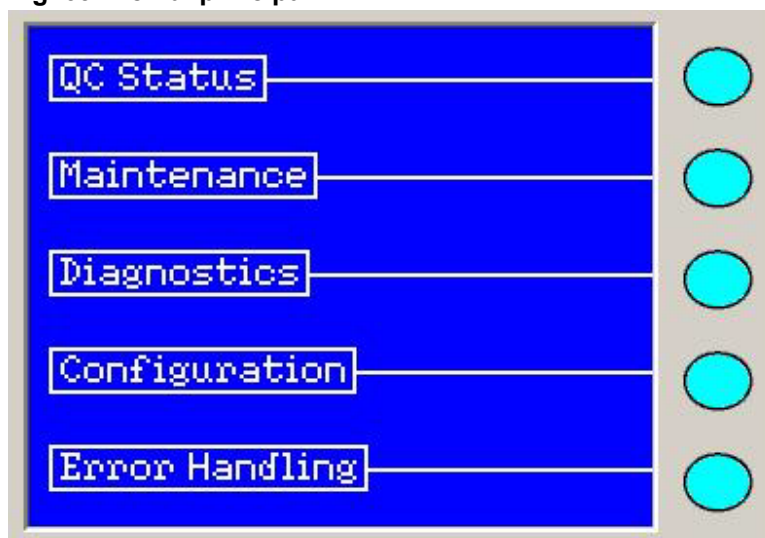 QC Status
Maintenance
Diagnostics
Configuration
Error Handling